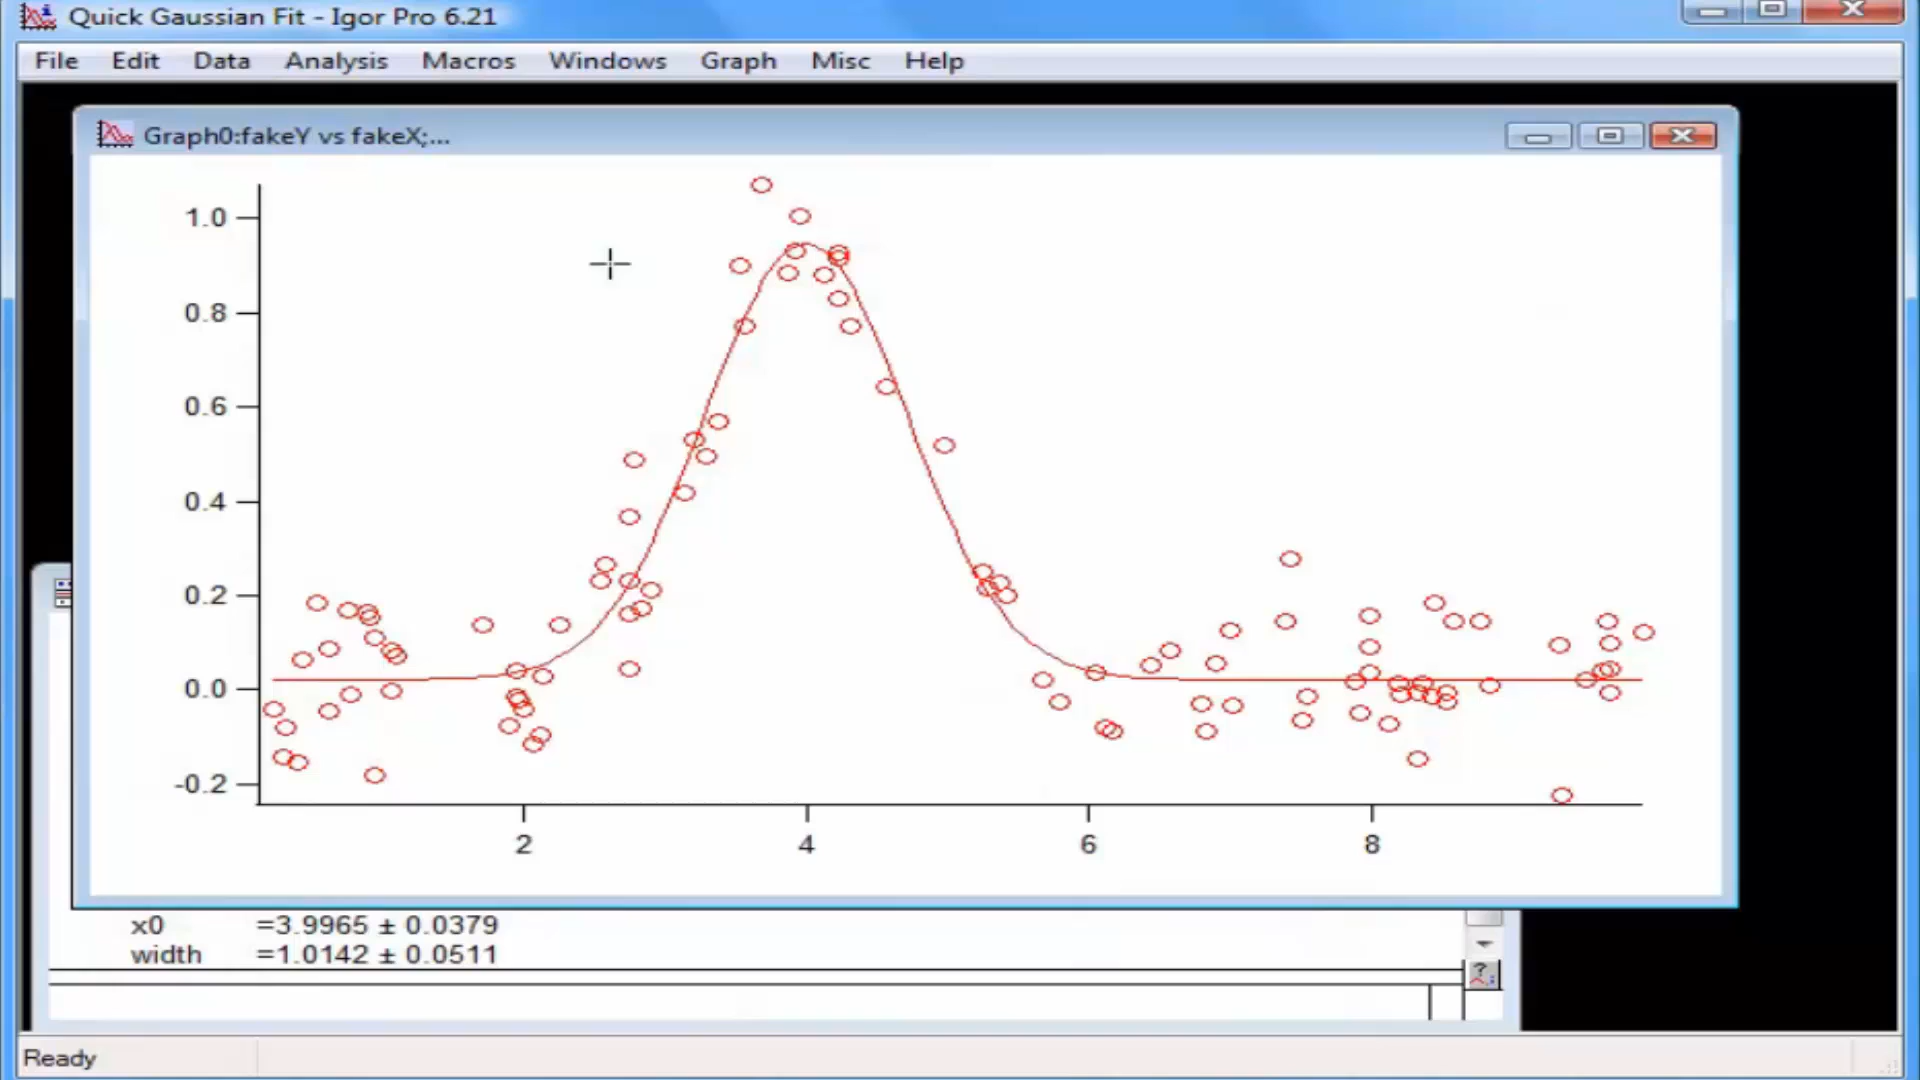 Quick Gaussian Fit - Igor Pro 6.21
File Edit Data Analysis Macros Windows Graph Misc Help
Graph0:fakeY vs fakeX;...
1.0
0.8
0.6
0.4
0.2
0.0
-0.2
2 4 6 8
x0 =3.9965 ± 0.0379
width =1.0142 ± 0.0511
Ready